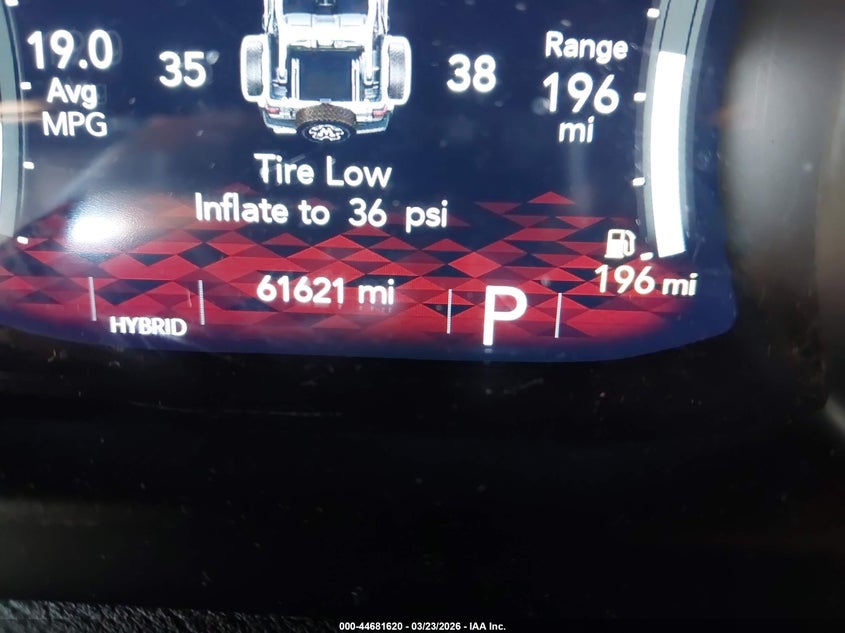 19.0
Avg
MPG
35
38
Range
196
mi
Tire Low
Inflate to 36 psi
61621 mi
P
196 mi
HYBRID
000-44681620 - 03/23/2026 - IAA Inc.